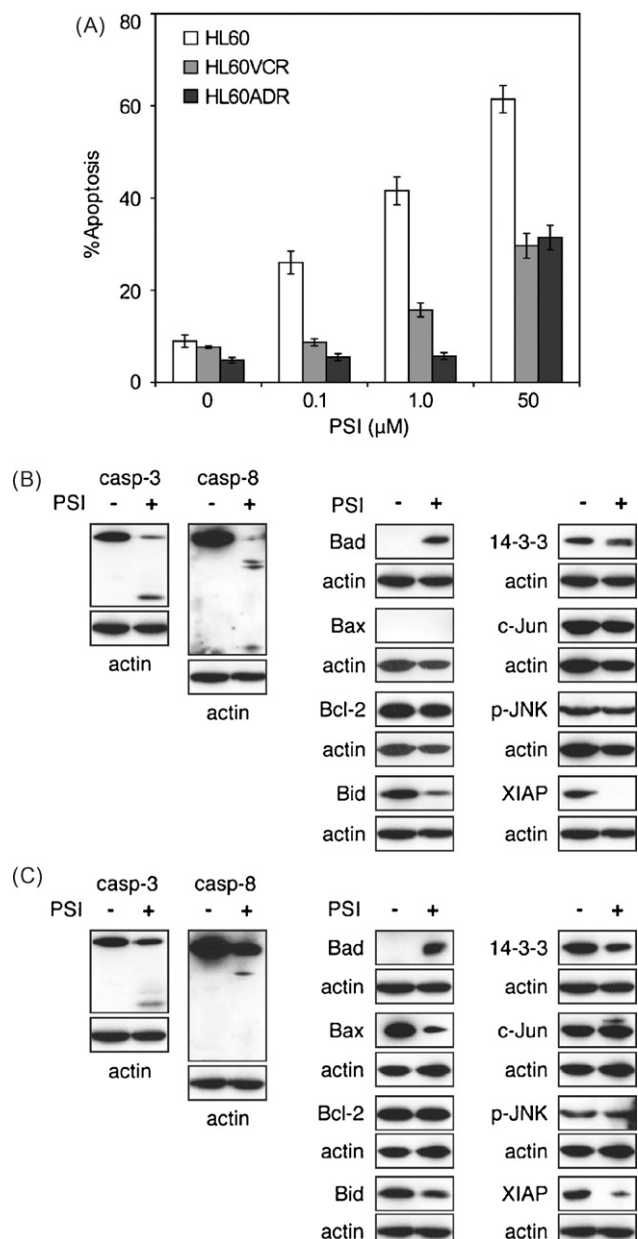 (A)
80
60
40
20
0
%Apoptosis
HL60
HL60VCR
HL60ADR
0 0.1 1.0 50
PSI (µM)
(B)
casp-3 casp-8
PSI - + - +
actin
actin
PSI - + - +
Bad 14-3-3
actin actin
Bax c-Jun
actin actin
Bcl-2 p-JNK
actin actin
Bid XIAP
actin actin
(C)
casp-3 casp-8
PSI - + - +
actin
actin
PSI - + - +
Bad 14-3-3
actin actin
Bax c-Jun
actin actin
Bcl-2 p-JNK
actin actin
Bid XIAP
actin actin